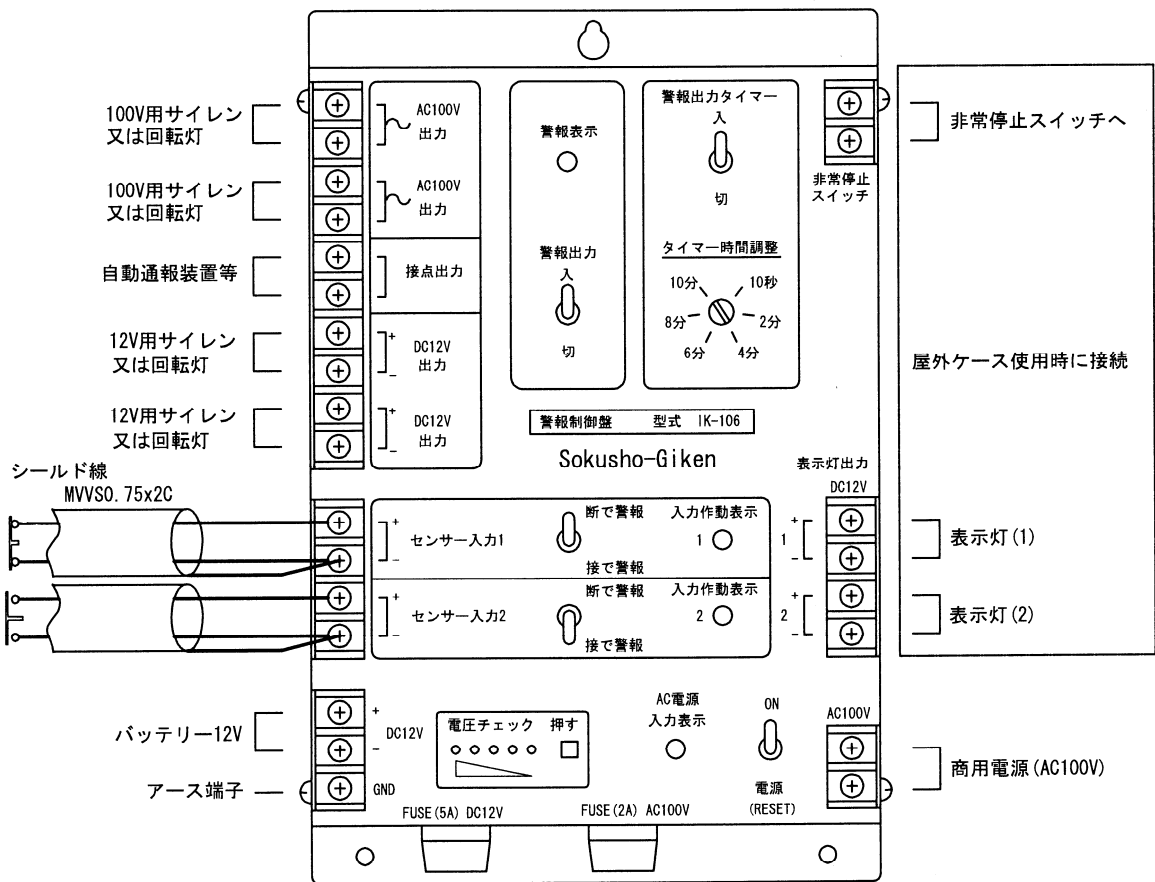 100V用サイレン
又は回転灯
100V用サイレン
又は回転灯
自動通報装置等
12V用サイレン
又は回転灯
12V用サイレン
又は回転灯
シールド線
MVVS0.75x2C
バッテリー12V
アース端子
AC100V
出力
AC100V
出力
接点出力
+
DC12V
-
出力
+
DC12V
-
出力
警報表示
警報出力
入
切
警報出力タイマー
入
切
タイマー時間調整
10分
10秒
8分
2分
6分
4分
非常停止
スイッチ
警報制御盤 型式 IK-106
Sokusho-Giken
表示灯出力
DC12V
+
-
センサー入力1
断で警報
接で警報
入力作動表示
1
+
1
-
+
-
センサー入力2
断で警報
接で警報
入力作動表示
2
+
2
-
+
DC12V
-
GND
電圧チェック 押す
AC電源
入力表示
ON
電源
(RESET)
AC100V
FUSE(5A) DC12V
FUSE(2A) AC100V
非常停止スイッチへ
屋外ケース使用時に接続
表示灯(1)
表示灯(2)
商用電源(AC100V)